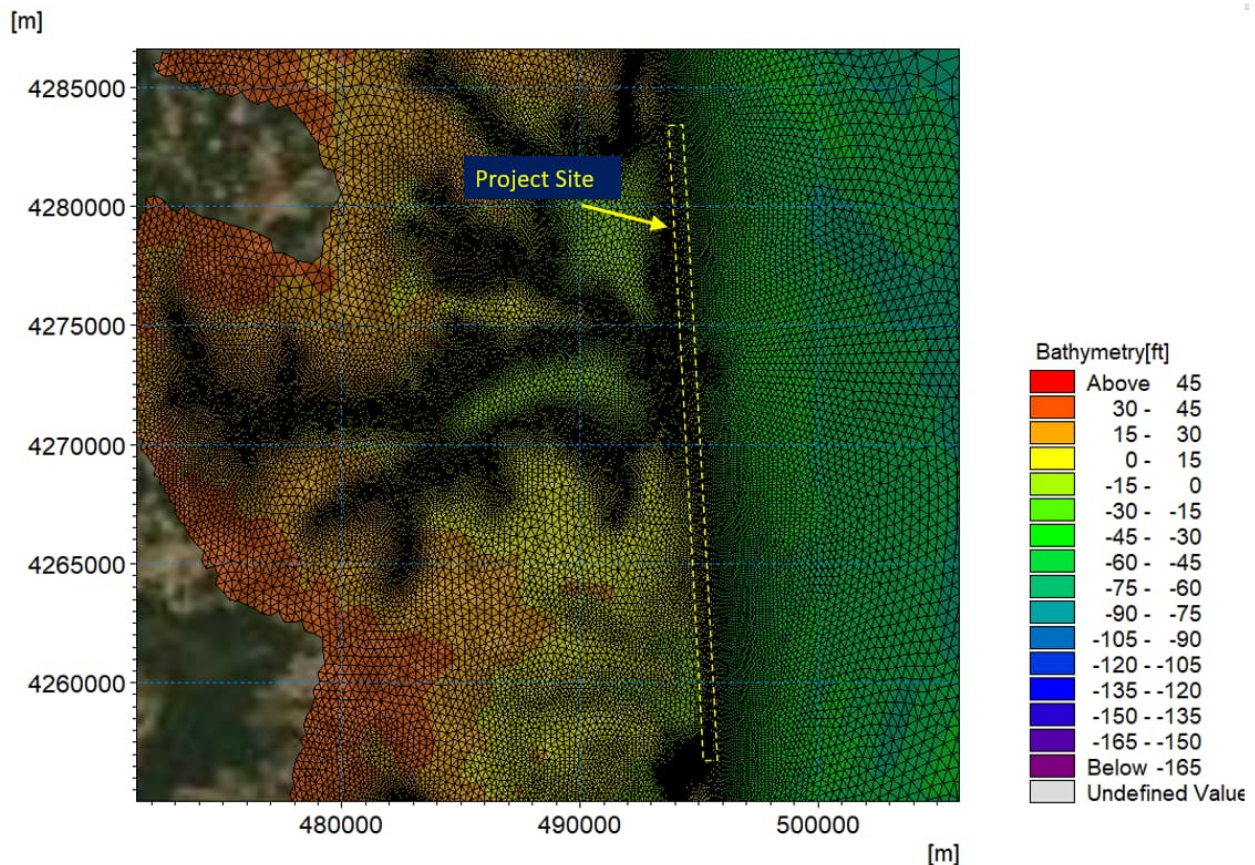 [m]
4285000
4280000
4275000
4270000
4265000
4260000
480000
490000
500000
[m]
Project Site
Bathymetry[ft]
Above 45
30 - 45
15 - 30
0 - 15
-15 - 0
-30 - -15
-45 - -30
-60 - -45
-75 - -60
-90 - -75
-105 - -90
-120 - -105
-135 - -120
-150 - -135
-165 - -150
Below -165
Undefined Value